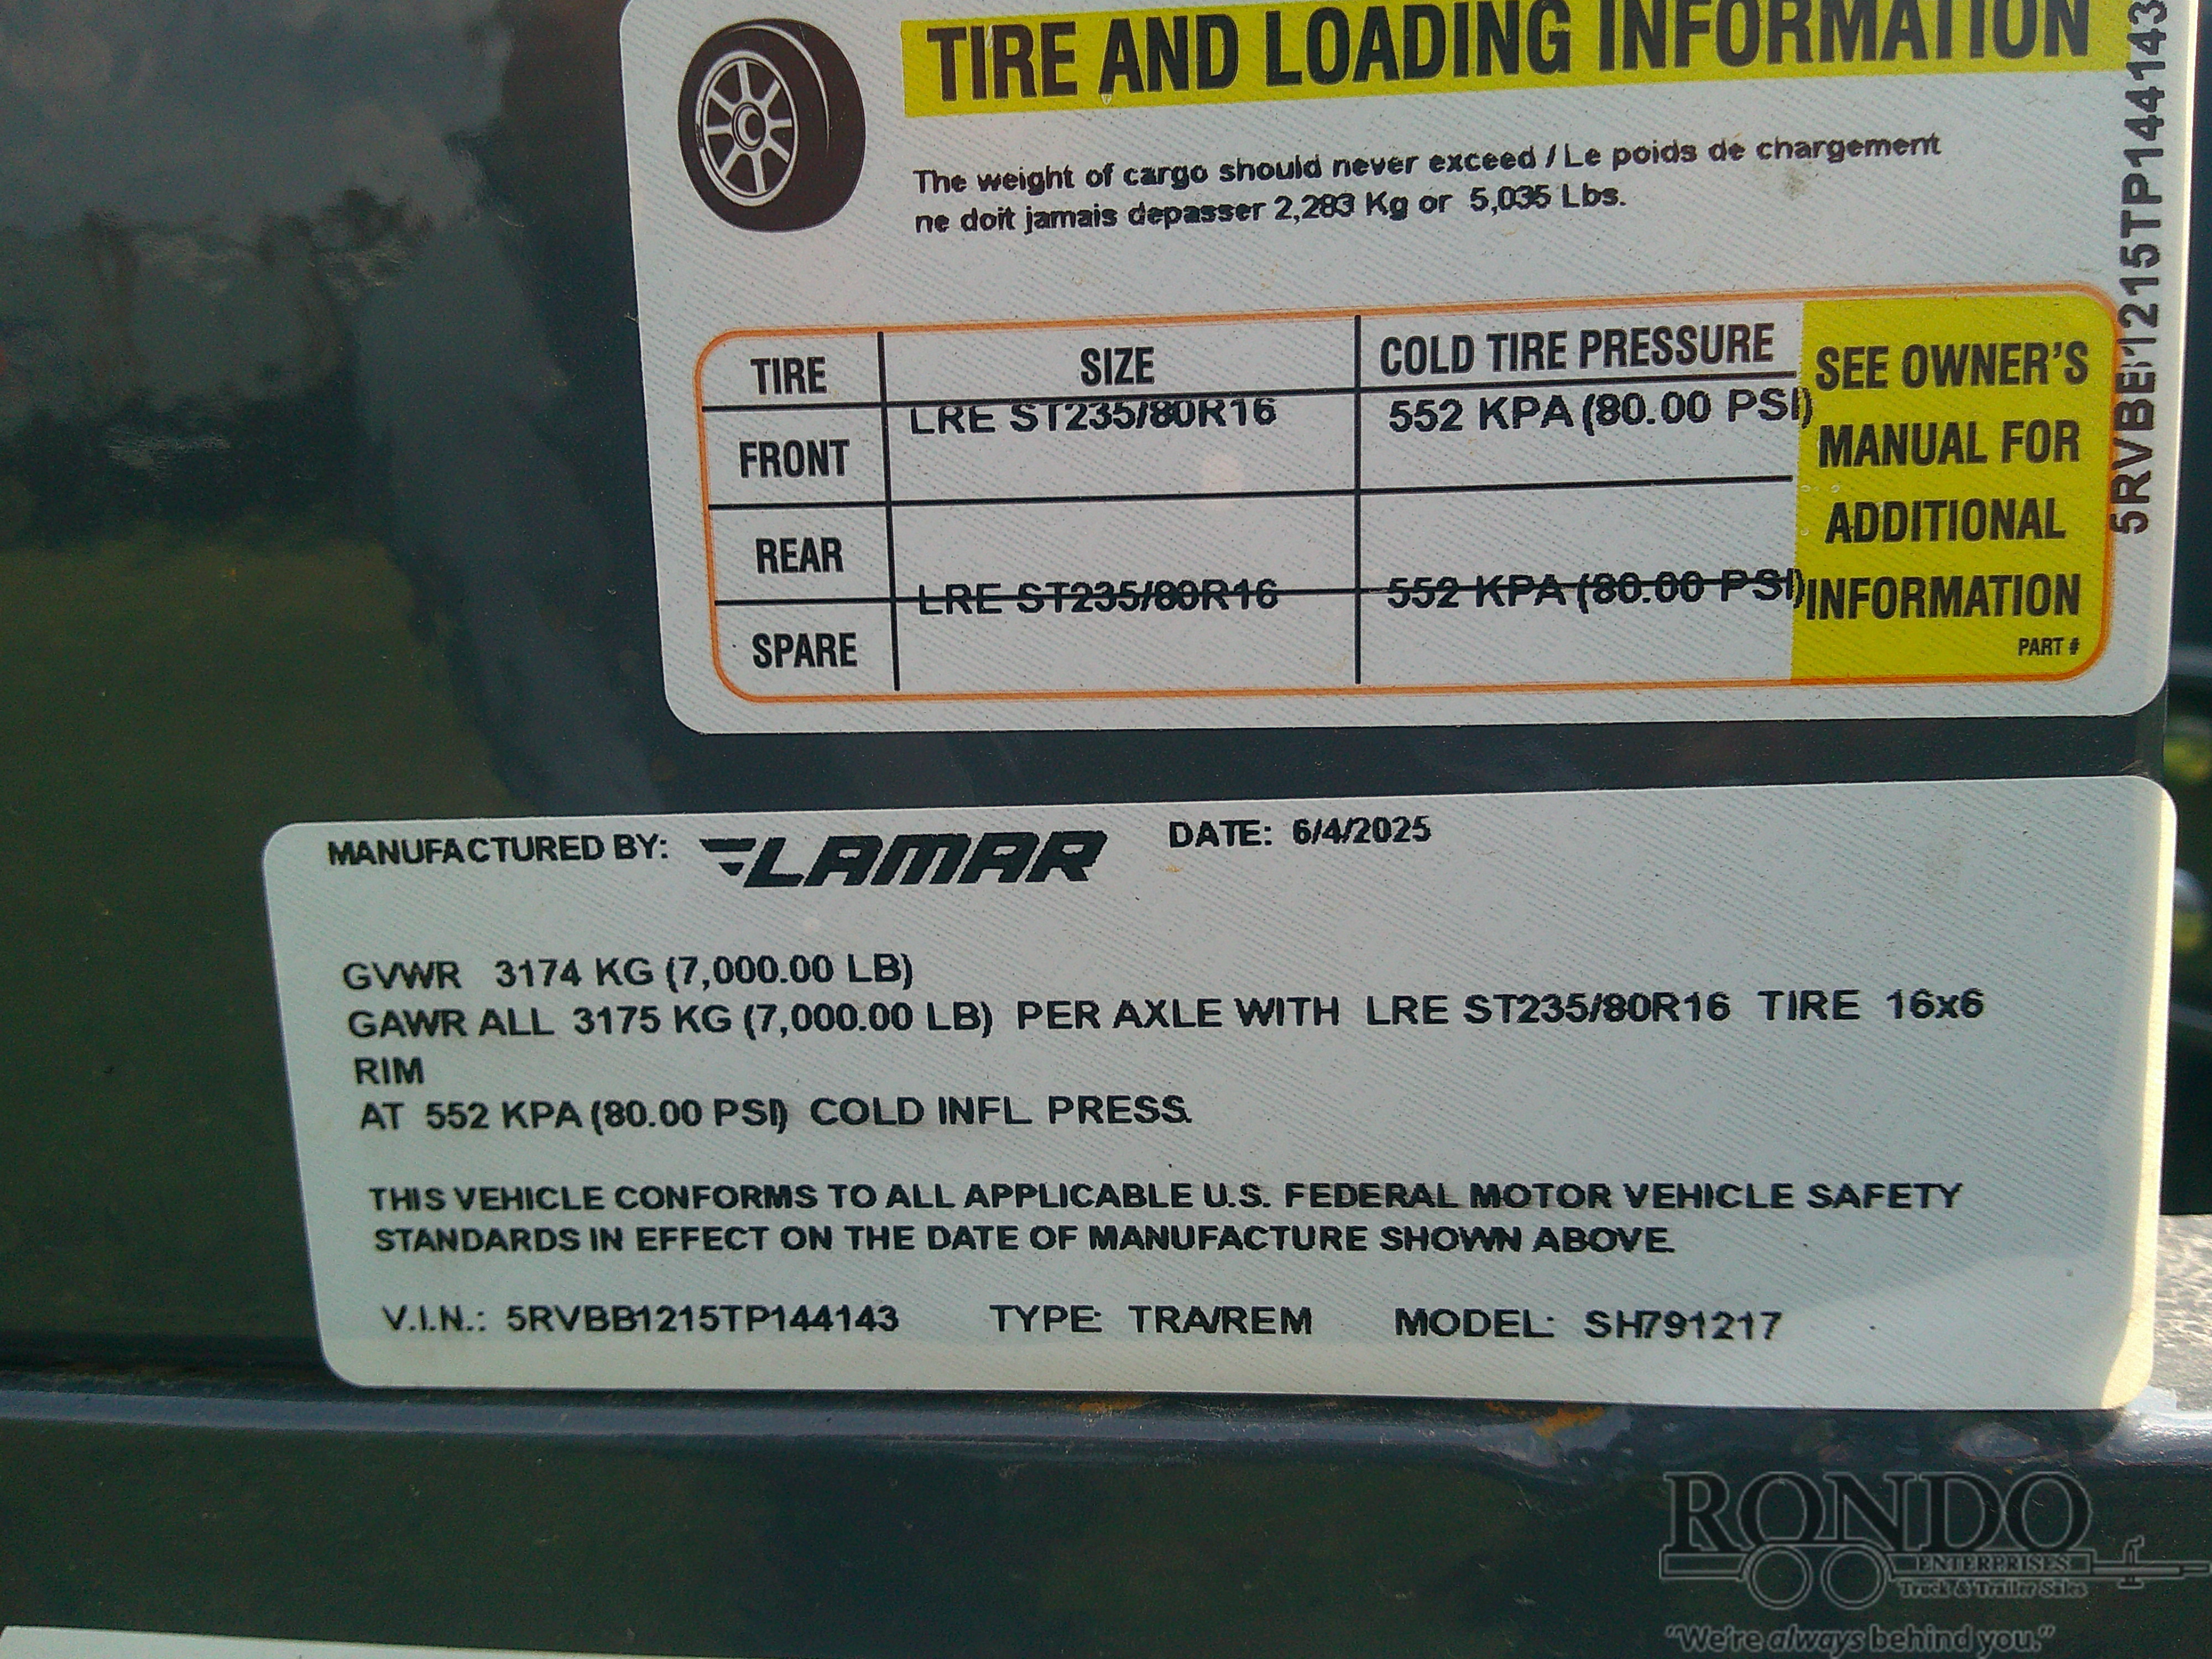 TIRE AND LOADING INFORMATION
The weight of cargo should never exceed / Le poids de chargement
ne doit jamais depasser 2,283 Kg or 5,035 Lbs.
TIRE SIZE COLD TIRE PRESSURE
FRONT LRE ST235/80R16 552 KPA (80.00 PSI)
REAR
SPARE LRE ST235/80R16 552 KPA (80.00 PSI)
SEE OWNER'S
MANUAL FOR
ADDITIONAL
INFORMATION
PART #
5RVBB1215TP144143
MANUFACTURED BY: LAMAR DATE: 6/4/2025
GVWR 3174 KG (7,000.00 LB)
GAWR ALL 3175 KG (7,000.00 LB) PER AXLE WITH LRE ST235/80R16 TIRE 16x6
RIM
AT 552 KPA (80.00 PSI) COLD INFL. PRESS.
THIS VEHICLE CONFORMS TO ALL APPLICABLE U.S. FEDERAL MOTOR VEHICLE SAFETY
STANDARDS IN EFFECT ON THE DATE OF MANUFACTURE SHOWN ABOVE.
V.I.N.: 5RVBB1215TP144143 TYPE: TRA/REM MODEL: SH791217
RONDO
ENTERPRISES
Truck & Trailer Sales
"We're always behind you."